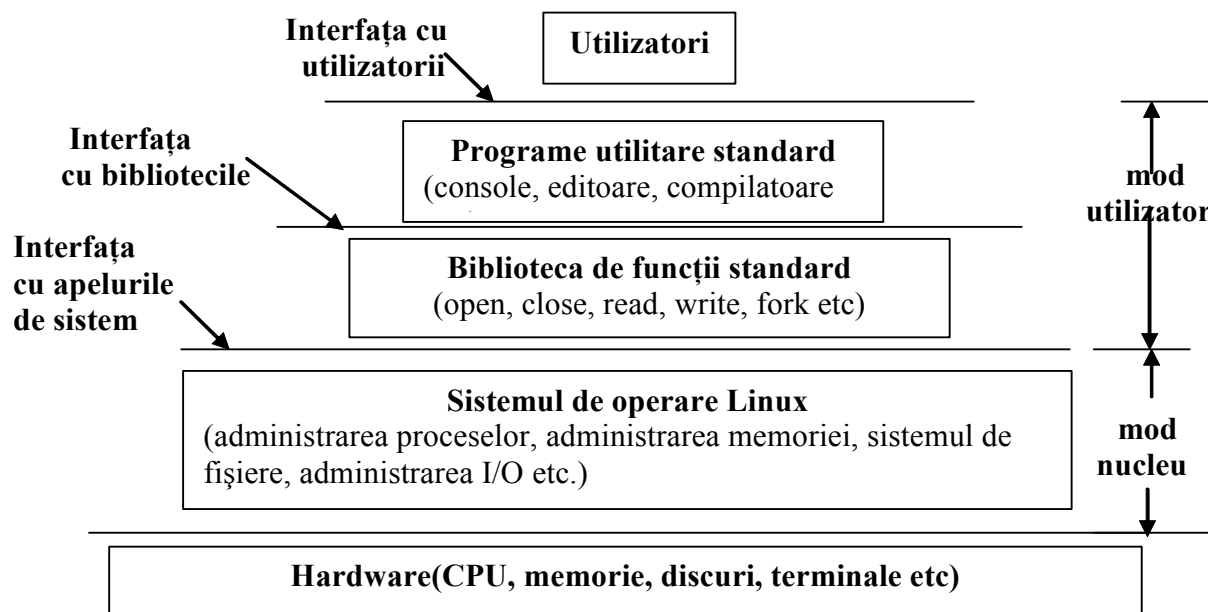 Interfața cu
utilizatorii
Utilizatori
Interfața
cu bibliotecile
Programe utilitare standard
(console, editoare, compilatoare
mod
utilizator
Interfața
cu apelurile
de sistem
Biblioteca de funcții standard
(open, close, read, write, fork etc)
Sistemul de operare Linux
(administrarea proceselor, administrarea memoriei, sistemul de
fişiere, administrarea I/O etc.)
mod
nucleu
Hardware(CPU, memorie, discuri, terminale etc)